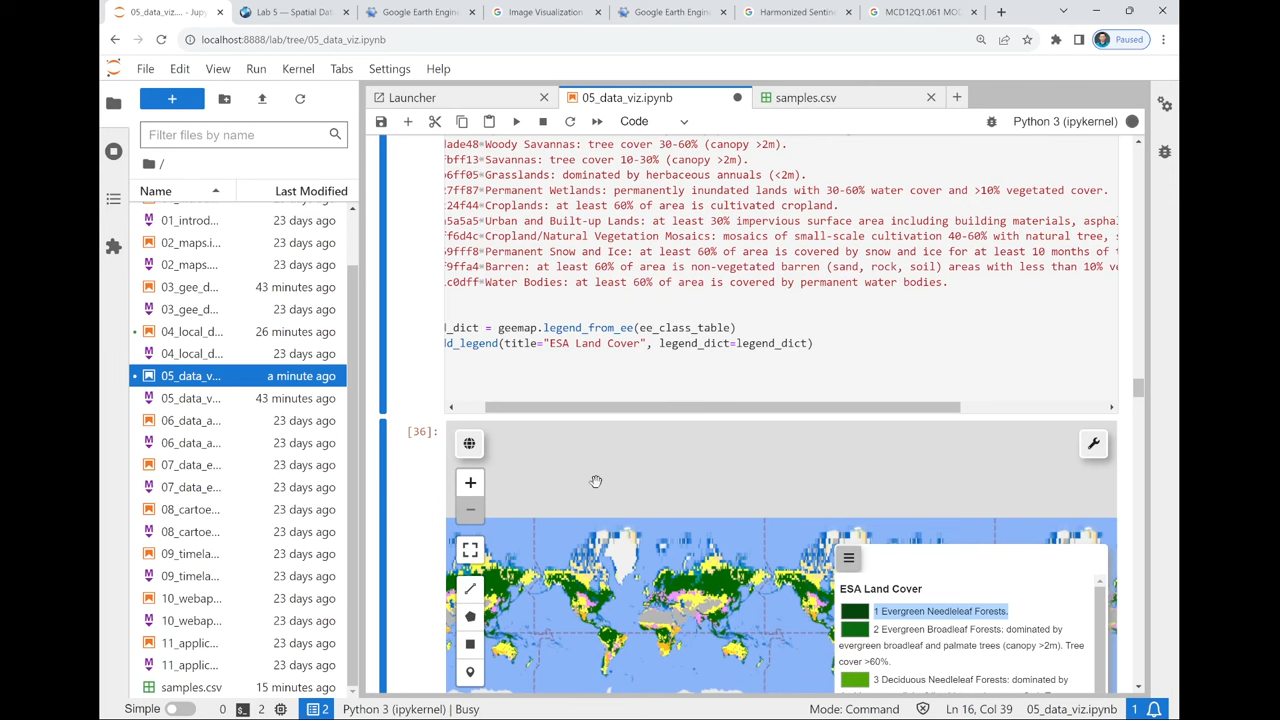 05_data_viz.... - Jupy
Lab 5 — Spatial Dat
Google Earth Engin
Image Visualization
Google Earth Engin
Harmonized Sentine
MCD12Q1.061 MOD
localhost:8888/lab/tree/05_data_viz.ipynb
Paused
File Edit View Run Kernel Tabs Settings Help
Launcher
05_data_viz.ipynb
samples.csv
Code
Python 3 (ipykernel)
Filter files by name
/
Name Last Modified
01_introd... 23 days ago
02_maps.i... 23 days ago
02_maps.... 23 days ago
03_gee_d... 43 minutes ago
03_gee_d... 23 days ago
04_local_d... 26 minutes ago
04_local_d... 23 days ago
05_data_v... a minute ago
05_data_v... 43 minutes ago
06_data_a... 23 days ago
06_data_a... 23 days ago
07_data_e... 23 days ago
07_data_e... 23 days ago
08_cartoe... 23 days ago
08_cartoe... 23 days ago
09_timela... 23 days ago
09_timela... 23 days ago
10_webap... 23 days ago
10_webap... 23 days ago
11_applic... 23 days ago
11_applic... 23 days ago
samples.csv 15 minutes ago
ade48 Woody Savannas: tree cover 30-60% (canopy >2m).
bff13 Savannas: tree cover 10-30% (canopy >2m).
6ff05 Grasslands: dominated by herbaceous annuals (<2m).
27ff87 Permanent Wetlands: permanently inundated lands with 30-60% water cover and >10% vegetated cover.
24f44 Croplands: at least 60% of area is cultivated cropland.
5a5a5 Urban and Built-up Lands: at least 30% impervious surface area including building materials, aspha
ff6d4c Cropland/Natural Vegetation Mosaics: mosaics of small-scale cultivation 40-60% with natural tree, s
9fff8 Permanent Snow and Ice: at least 60% of area is covered by snow and ice for at least 10 months of t
9ffa4 Barren: at least 60% of area is non-vegetated barren (sand, rock, soil) areas with less than 10% ve
c0dff Water Bodies: at least 60% of area is covered by permanent water bodies.
_dict = geemap.legend_from_ee(ee_class_table)
d_legend(title="ESA Land Cover", legend_dict=legend_dict)
[36]:
+
−
ESA Land Cover
1 Evergreen Needleleaf Forests.
2 Evergreen Broadleaf Forests: dominated by
evergreen broadleaf and palmate trees (canopy >2m). Tree
cover >60%.
3 Deciduous Needleleaf Forests: dominated by
Simple 0 2 2 Python 3 (ipykernel) | Busy
Mode: Command Ln 16, Col 39 05_data_viz.ipynb 1